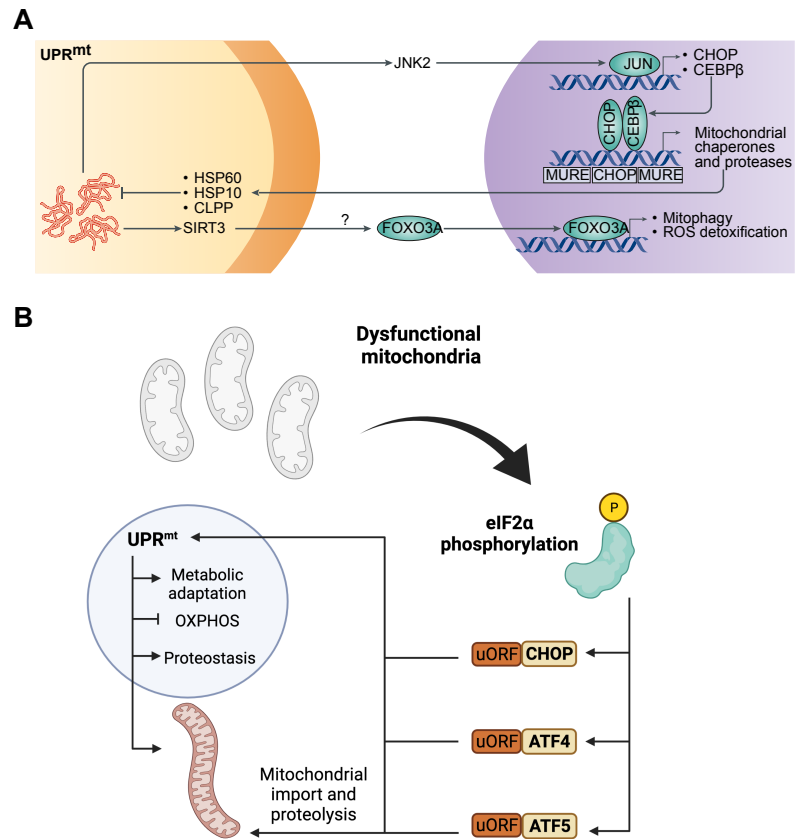 A
UPRmt
JNK2
JUN
• CHOP
• CEBPβ
CHOP
CEBPβ
Mitochondrial
chaperones
and proteases
MURE CHOP MURE
• HSP60
• HSP10
• CLPP
SIRT3
?
FOXO3A
FOXO3A
• Mitophagy
• ROS detoxification
B
Dysfunctional
mitochondria
P
eIF2α
phosphorylation
UPRmt
Metabolic
adaptation
OXPHOS
Proteostasis
uORF CHOP
uORF ATF4
Mitochondrial
import and
proteolysis
uORF ATF5